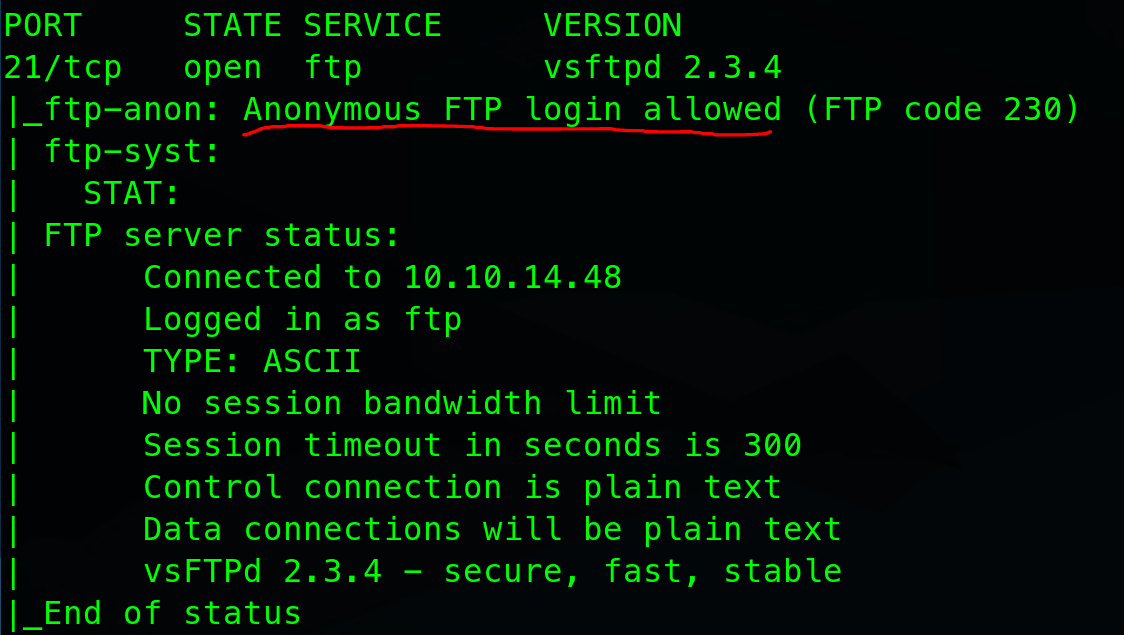 PORT     STATE SERVICE     VERSION
21/tcp   open  ftp         vsftpd 2.3.4
|_ftp-anon: Anonymous FTP login allowed (FTP code 230)
| ftp-syst:
|   STAT:
| FTP server status:
|      Connected to 10.10.14.48
|      Logged in as ftp
|      TYPE: ASCII
|      No session bandwidth limit
|      Session timeout in seconds is 300
|      Control connection is plain text
|      Data connections will be plain text
|      vsFTPd 2.3.4 - secure, fast, stable
|_End of status